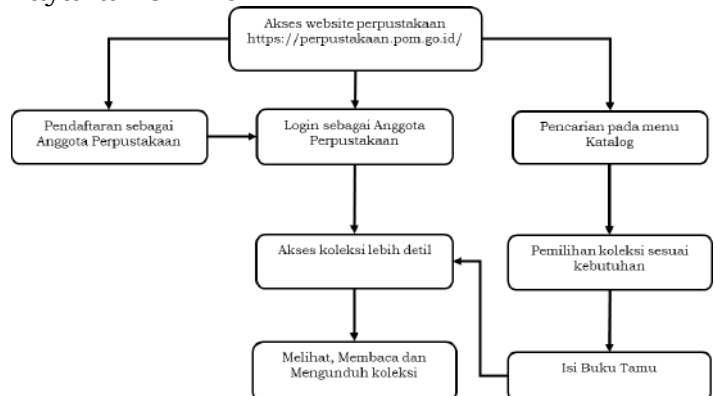 Akses website perpustakaan
https://perpustakaan.pom.go.id/
Pendaftaran sebagai
Anggota Perpustakaan
Login sebagai Anggota
Perpustakaan
Pencarian pada menu
Katalog
Akses koleksi lebih detil
Pemilihan koleksi sesuai
kebutuhan
Melihat, Membaca dan
Mengunduh koleksi
Isi Buku Tamu